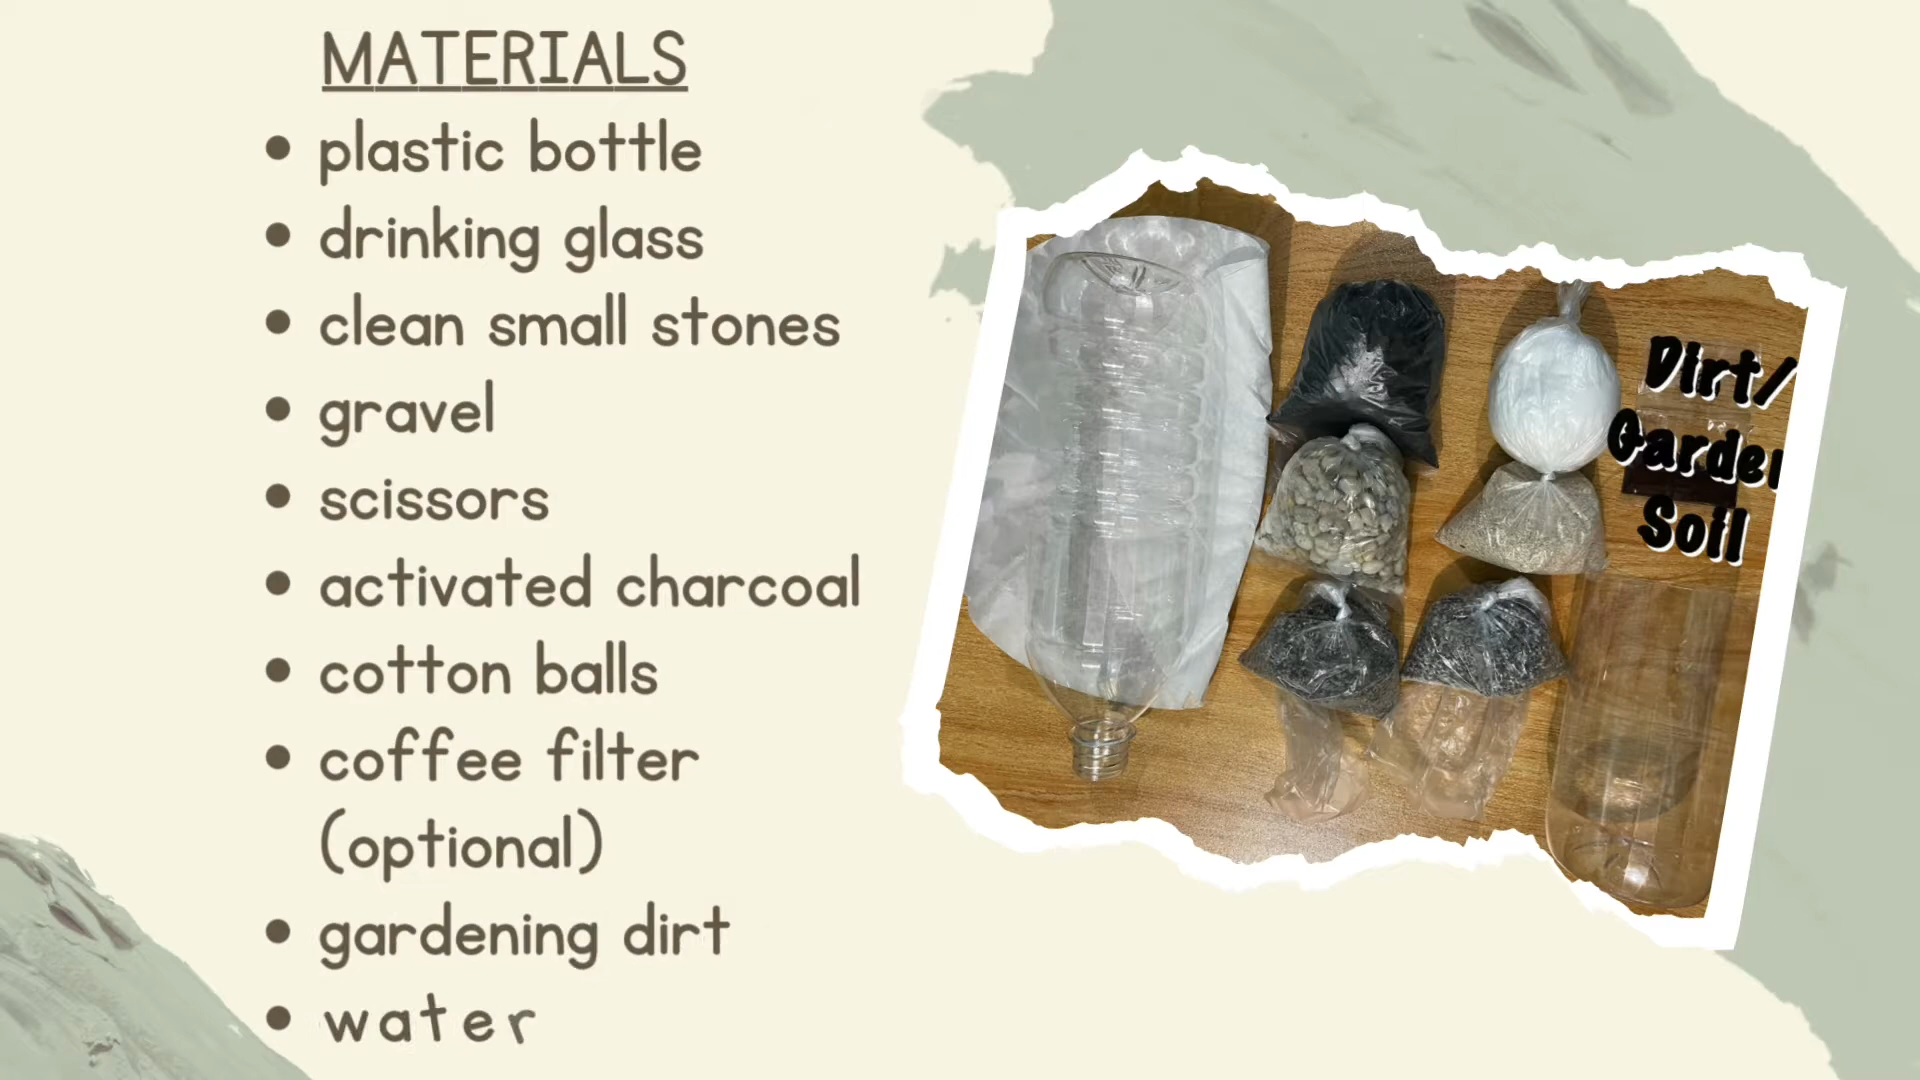 MATERIALS
• plastic bottle
• drinking glass
• clean small stones
• gravel
• scissors
• activated charcoal
• cotton balls
• coffee filter
(optional)
• gardening dirt
• water
Dirt/
Garden
Soil